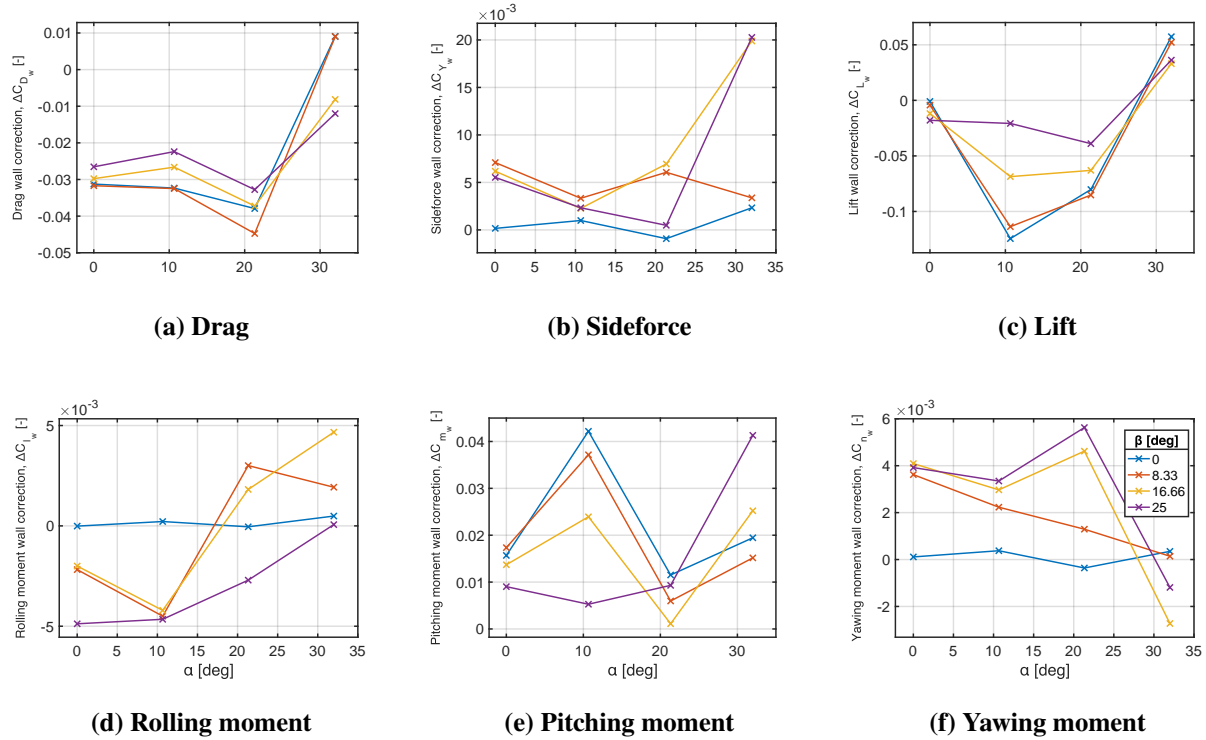 0.01
0
-0.01
-0.02
-0.03
-0.04
-0.05
0 10 20 30
Drag wall correction, ΔC_D_w [-]
(a) Drag
×10⁻³
20
15
10
5
0
0 5 10 15 20 25 30 35
Sideforce wall correction, ΔC_Y_w [-]
(b) Sideforce
0.05
0
-0.05
-0.1
0 10 20 30
Lift wall correction, ΔC_L_w [-]
(c) Lift
×10⁻³
5
0
-5
0 5 10 15 20 25 30 35
Rolling moment wall correction, ΔC_l_w [-]
α [deg]
(d) Rolling moment
0.04
0.03
0.02
0.01
0
0 10 20 30
Pitching moment wall correction, ΔC_m_w [-]
α [deg]
(e) Pitching moment
×10⁻³
6
4
2
0
-2
0 5 10 15 20 25 30 35
Yawing moment wall correction, ΔC_n_w [-]
α [deg]
β [deg]
0
8.33
16.66
25
(f) Yawing moment